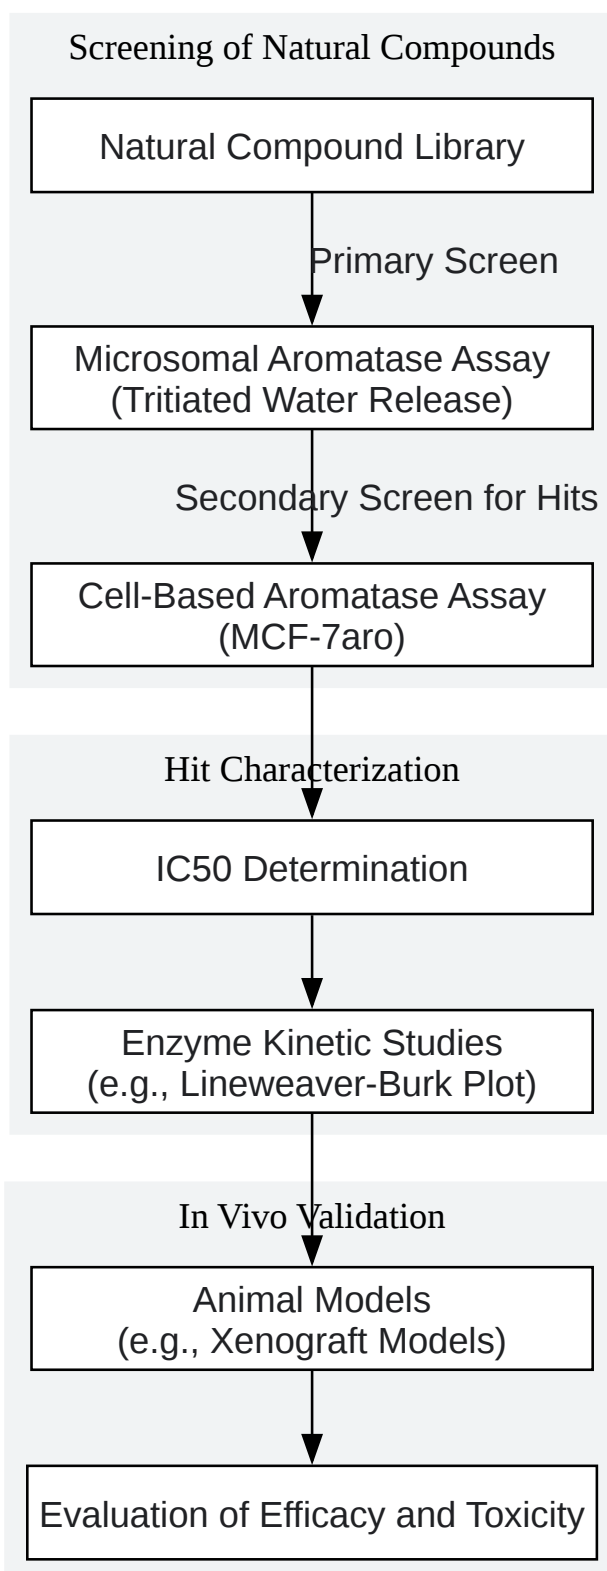 Screening of Natural Compounds
Natural Compound Library
Primary Screen
Microsomal Aromatase Assay
(Tritiated Water Release)
Secondary Screen for Hits
Cell-Based Aromatase Assay
(MCF-7aro)
Hit Characterization
IC50 Determination
Enzyme Kinetic Studies
(e.g., Lineweaver-Burk Plot)
In Vivo Validation
Animal Models
(e.g., Xenograft Models)
Evaluation of Efficacy and Toxicity